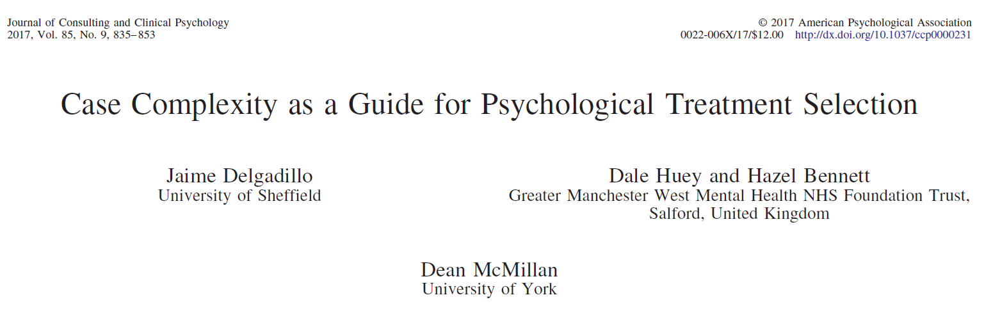 Journal of Consulting and Clinical Psychology
2017, Vol. 85, No. 9, 835–853
© 2017 American Psychological Association
0022-006X/17/$12.00 http://dx.doi.org/10.1037/ccp0000231
Case Complexity as a Guide for Psychological Treatment Selection
Jaime Delgadillo
University of Sheffield
Dale Huey and Hazel Bennett
Greater Manchester West Mental Health NHS Foundation Trust,
Salford, United Kingdom
Dean McMillan
University of York